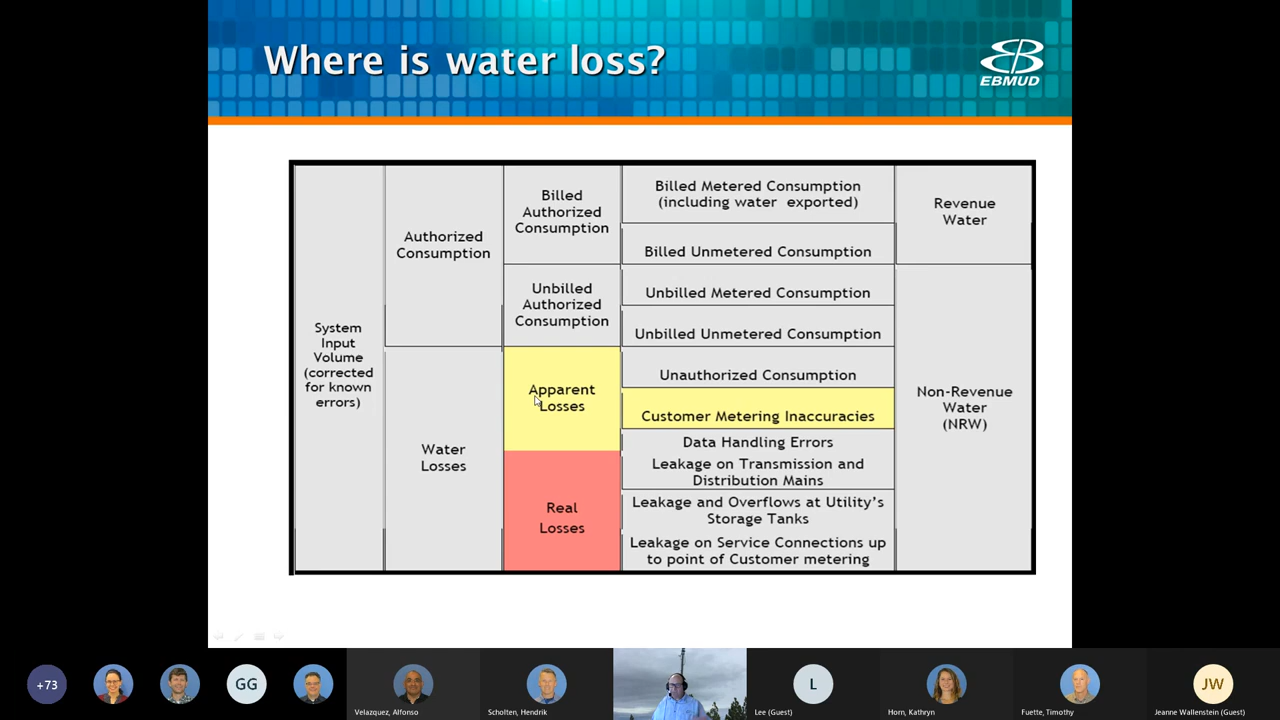 Where is water loss?
EBMUD
System
Input
Volume
(corrected
for known
errors)
Authorized
Consumption
Water
Losses
Billed
Authorized
Consumption
Unbilled
Authorized
Consumption
Apparent
Losses
Real
Losses
Billed Metered Consumption
(including water exported)
Billed Unmetered Consumption
Unbilled Metered Consumption
Unbilled Unmetered Consumption
Unauthorized Consumption
Customer Metering Inaccuracies
Data Handling Errors
Leakage on Transmission and
Distribution Mains
Leakage and Overflows at Utility's
Storage Tanks
Leakage on Service Connections up
to point of Customer metering
Revenue
Water
Non-Revenue
Water
(NRW)
+73
GG
Velazquez, Alfonso
Scholten, Hendrik
L
Lee (Guest)
Horn, Kathryn
Fuette, Timothy
JW
Jeanne Wallenstein (Guest)